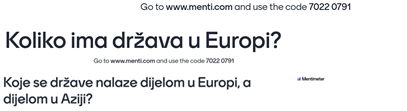 Go to www.menti.com and use the code 7022 0791
Koliko ima država u Europi?
Go to www.menti.com and use the code 7022 0791
Koje se države nalaze dijelom u Europi, a
dijelom u Aziji?
Mentimeter